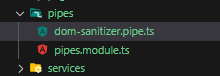 pipes
dom-sanitizer.pipe.ts
pipes.module.ts
services